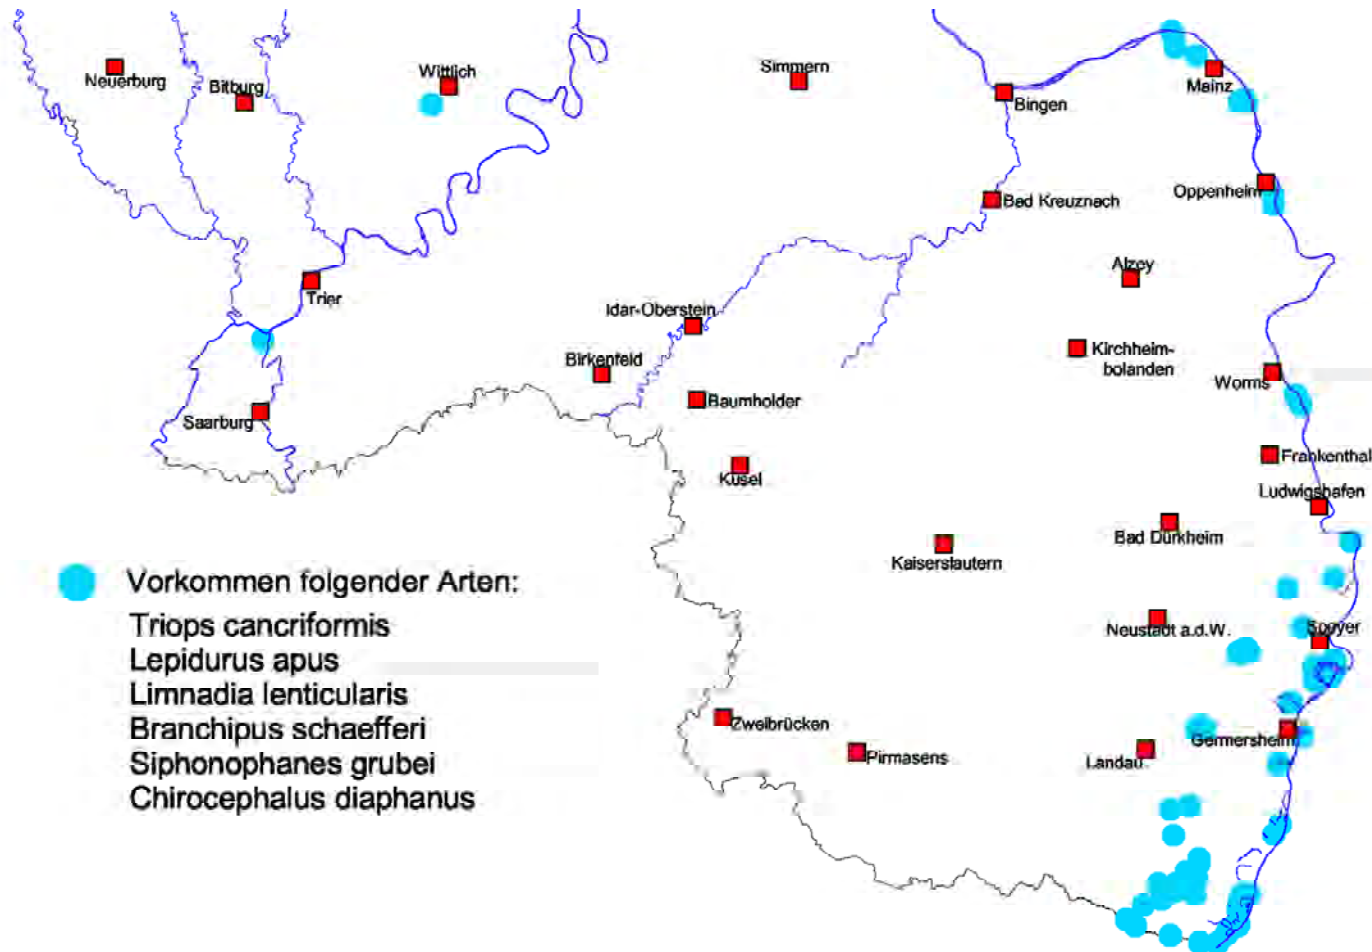 Neuerburg
Bitburg
Wittlich
Simmern
Bingen
Mainz
Oppenheim
Bad Kreuznach
Trier
Alzey
Idar-Oberstein
Birkenfeld
Kirchheim-
bolanden
Baumholder
Worms
Saarburg
Kusel
Frankenthal
Ludwigshafen
Bad Dürkheim
Kaiserslautern
Vorkommen folgender Arten:
Triops cancriformis
Lepidurus apus
Limnadia lenticularis
Branchipus schaefferi
Siphonophanes grubei
Chirocephalus diaphanus
Neustadt a.d.W.
Speyer
Zweibrücken
Pirmasens
Landau
Germersheim